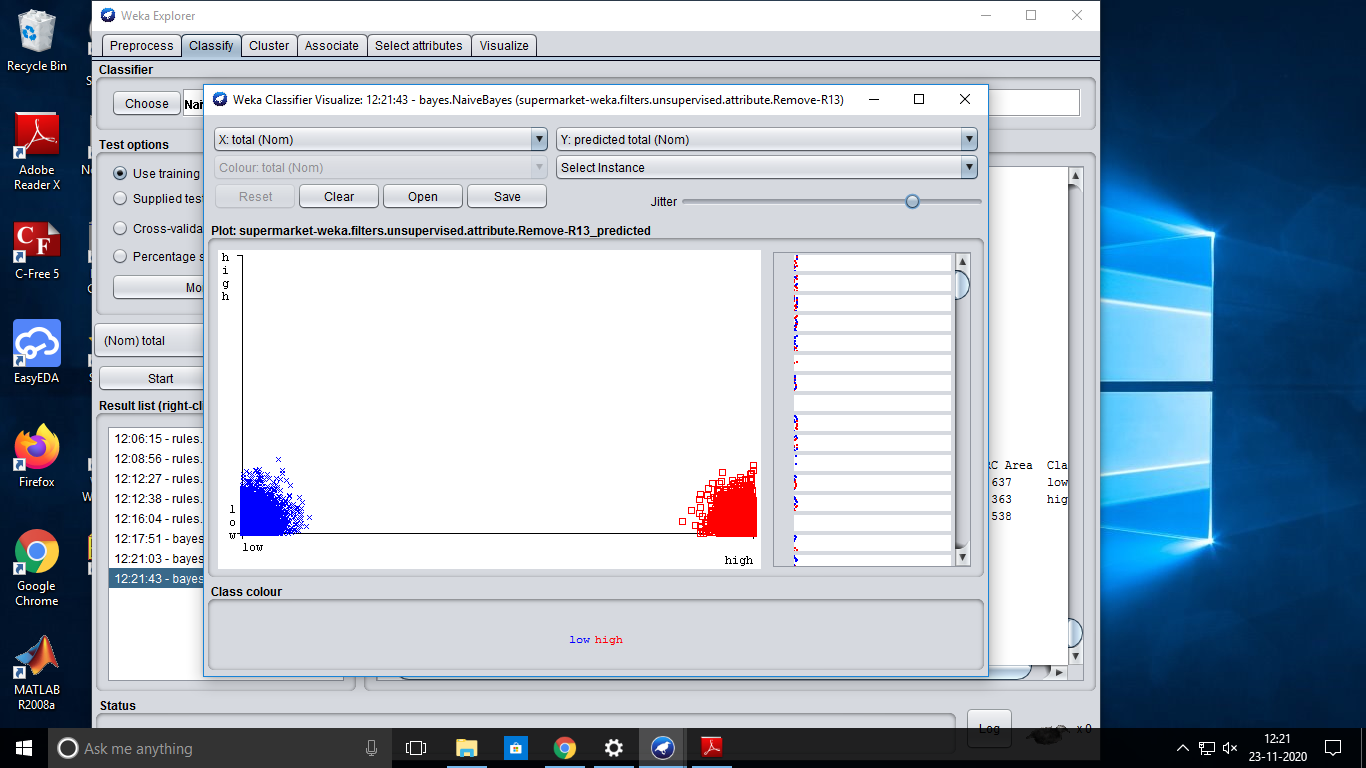 Recycle Bin
Adobe
Reader X
C-Free 5
EasyEDA
Firefox
Google
Chrome
MATLAB
R2008a
Weka Explorer
Preprocess Classify Cluster Associate Select attributes Visualize
Classifier
Choose Nai
Test options
Use training
Supplied tes
Cross-valida
Percentage s
Mo
(Nom) total
Start
Result list (right-cl
12:06:15 - rules.
12:08:56 - rules.
12:12:27 - rules.
12:12:38 - rules.
12:16:04 - rules.
12:17:51 - bayes
12:21:03 - bayes
12:21:43 - bayes
Weka Classifier Visualize: 12:21:43 - bayes.NaiveBayes (supermarket-weka.filters.unsupervised.attribute.Remove-R13)
X: total (Nom) Y: predicted total (Nom)
Colour: total (Nom) Select Instance
Reset Clear Open Save Jitter
Plot: supermarket-weka.filters.unsupervised.attribute.Remove-R13_predicted
high
low
low
high
Class colour
low high
RC Area Cla
637 low
363 hig
538
Status
Log x 0
Ask me anything
12:21
23-11-2020